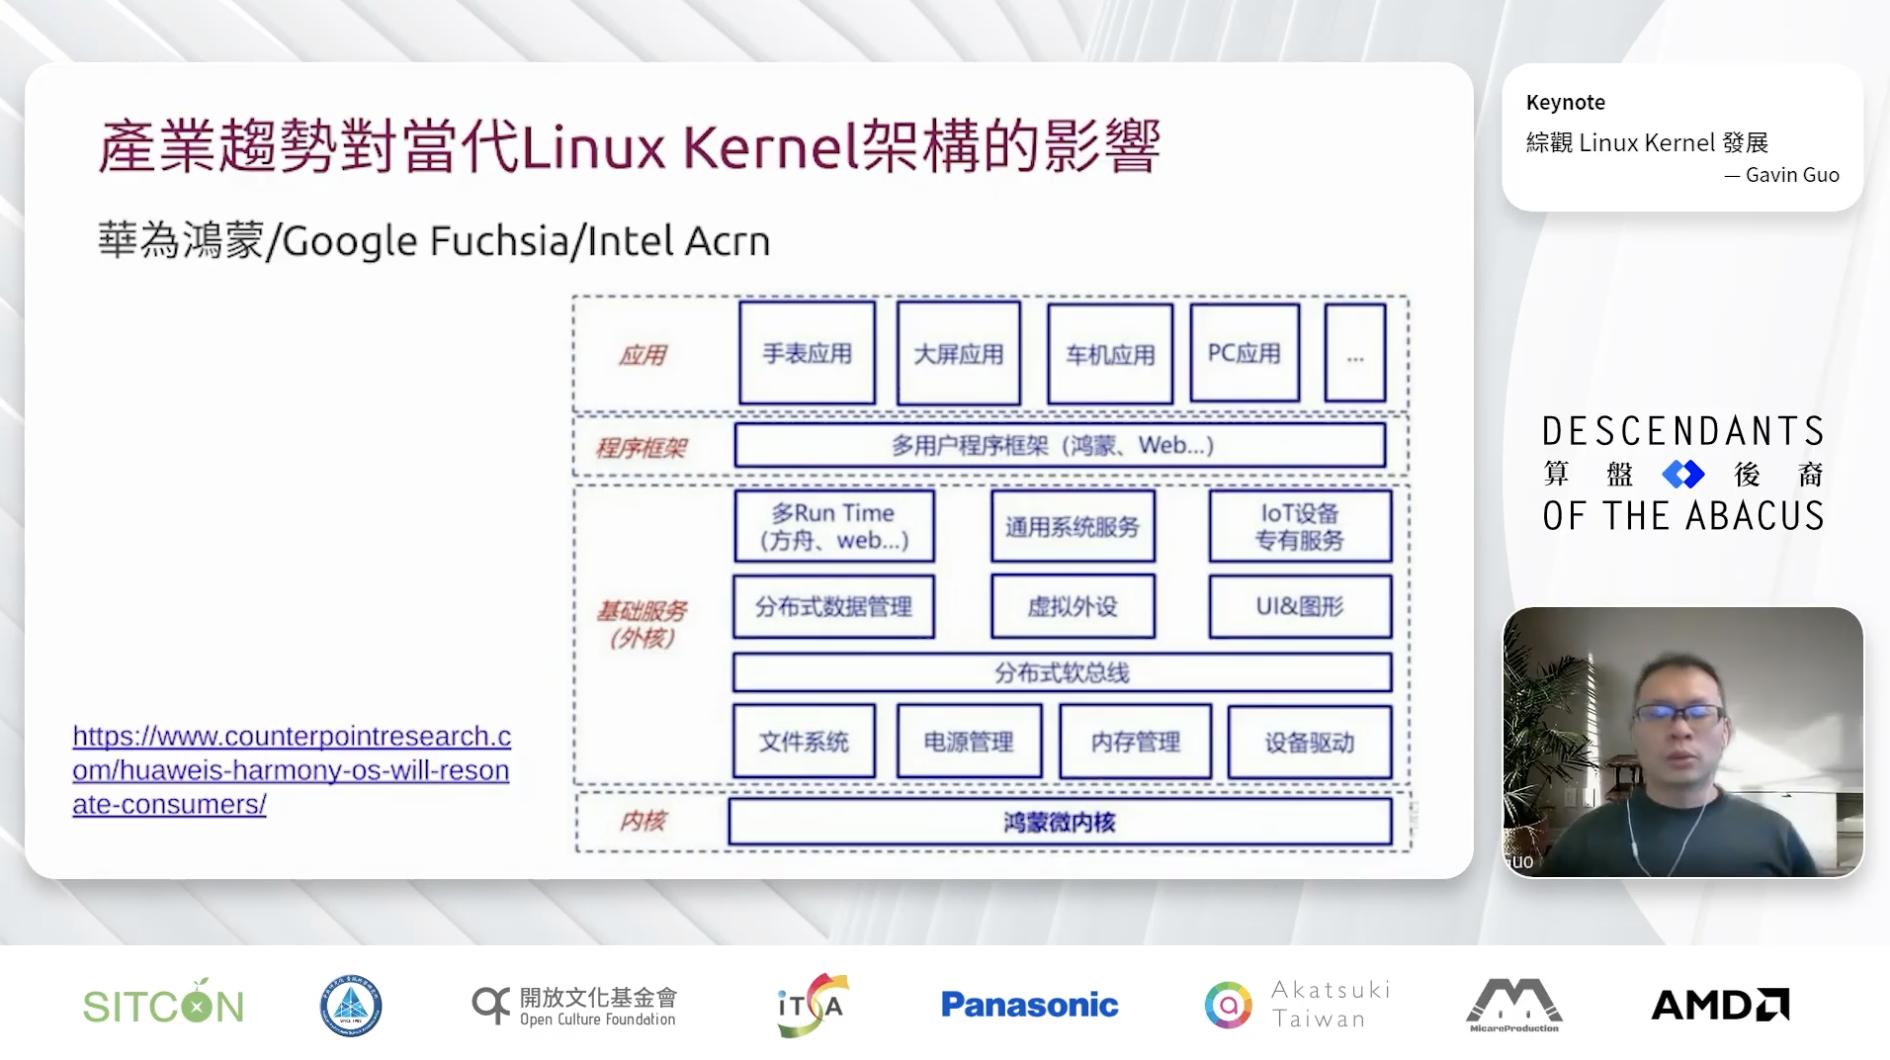 產業趨勢對當代Linux Kernel架構的影響
華為鴻蒙/Google Fuchsia/Intel Acrn
应用
手表应用
大屏应用
车机应用
PC应用
...
程序框架
多用户程序框架（鸿蒙、Web...）
基础服务
（外核）
多Run Time
（方舟、web...）
通用系统服务
IoT设备
专有服务
分布式数据管理
虚拟外设
UI&图形
分布式软总线
文件系统
电源管理
内存管理
设备驱动
内核
鸿蒙微内核
https://www.counterpointresearch.c
om/huaweis-harmony-os-will-reson
ate-consumers/
Keynote
綜觀 Linux Kernel 發展
— Gavin Guo
DESCENDANTS
算盤後裔
OF THE ABACUS
Guo
SITCON
開放文化基金會
Open Culture Foundation
iTSA
Panasonic
Akatsuki
Taiwan
MicareProduction
AMD